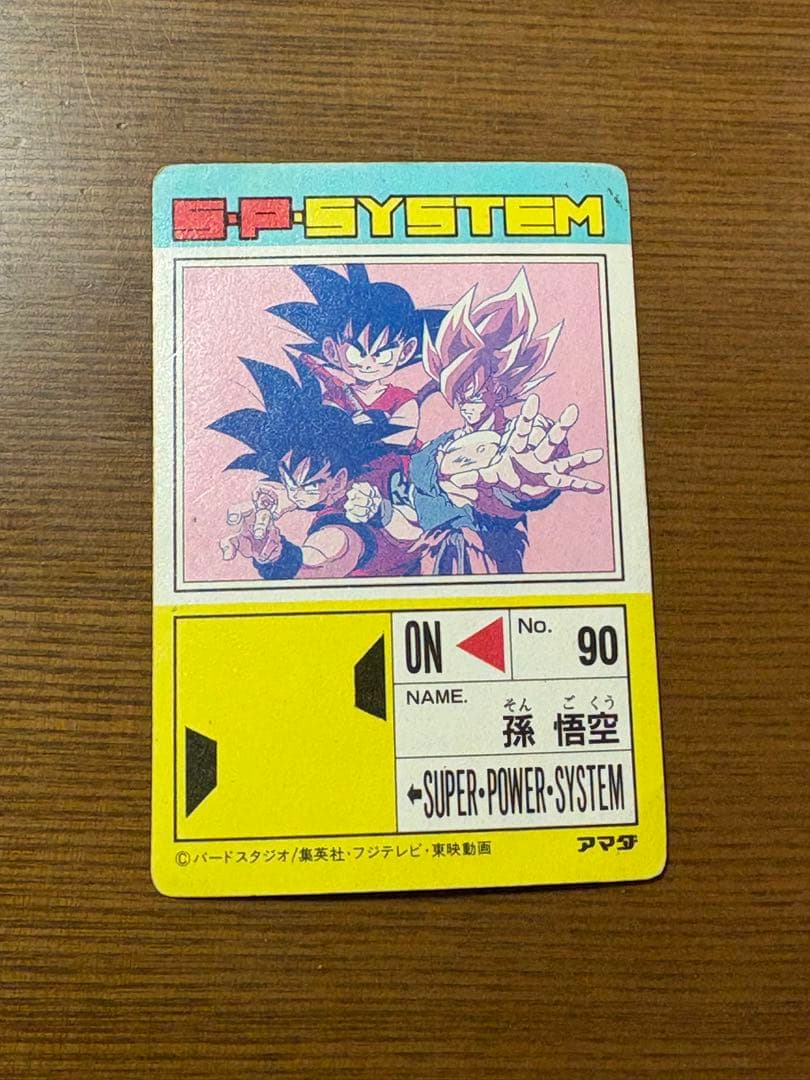 S·P·SYSTEM
ON
No. 90
NAME.
そん ご くう
孫 悟空
←SUPER·POWER·SYSTEM
アマダ
©バードスタジオ/集英社・フジテレビ・東映動画